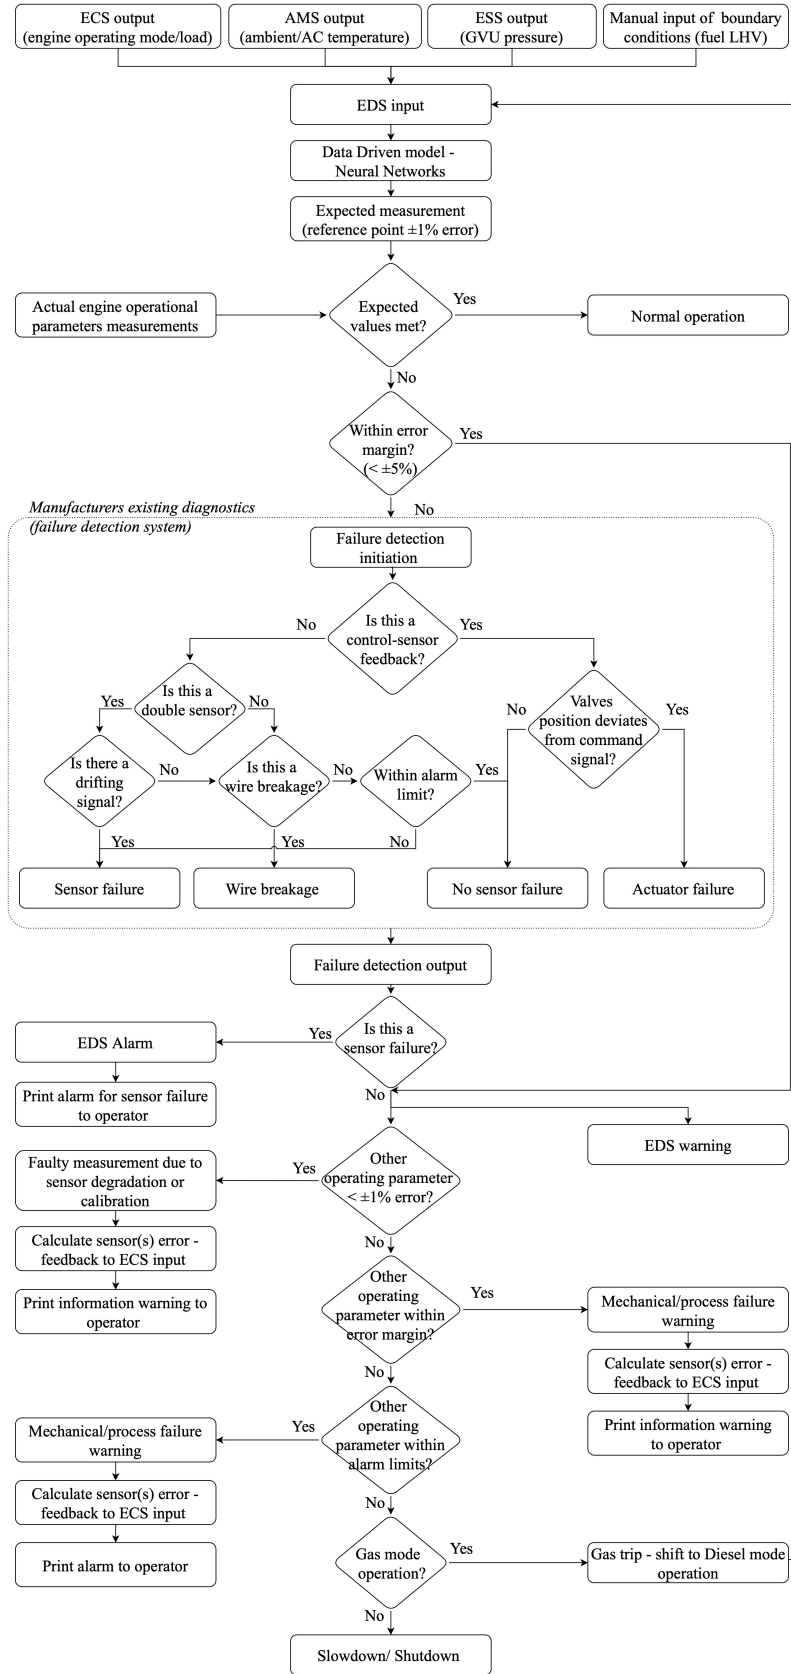 ECS output
(engine operating mode/load)
AMS output
(ambient/AC temperature)
ESS output
(GVU pressure)
Manual input of boundary
conditions (fuel LHV)
EDS input
Data Driven model -
Neural Networks
Expected measurement
(reference point ±1% error)
Actual engine operational
parameters measurements
Expected
values met?
Yes
Normal operation
No
Within error
margin?
(< ±5%)
Yes
No
Manufacturers existing diagnostics
(failure detection system)
Failure detection
initiation
Is this a
control-sensor
feedback?
No
Yes
Is this a
double sensor?
Yes
No
Valves
position deviates
from command
signal?
No
Yes
Is there a
drifting
signal?
No
Is this a
wire breakage?
No
Within alarm
limit?
Yes
Yes
Yes
No
Sensor failure
Wire breakage
No sensor failure
Actuator failure
Failure detection output
Is this a
sensor failure?
Yes
EDS Alarm
Print alarm for sensor failure
to operator
No
EDS warning
Other
operating parameter
< ±1% error?
Yes
Faulty measurement due to
sensor degradation or
calibration
Calculate sensor(s) error -
feedback to ECS input
Print information warning to
operator
No
Other
operating
parameter within
error margin?
Yes
Mechanical/process failure
warning
Calculate sensor(s) error -
feedback to ECS input
Print information warning
to operator
No
Other
operating
parameter within
alarm limits?
Yes
Mechanical/process failure
warning
Calculate sensor(s) error -
feedback to ECS input
Print alarm to operator
No
Gas mode
operation?
Yes
Gas trip - shift to Diesel mode
operation
No
Slowdown/ Shutdown